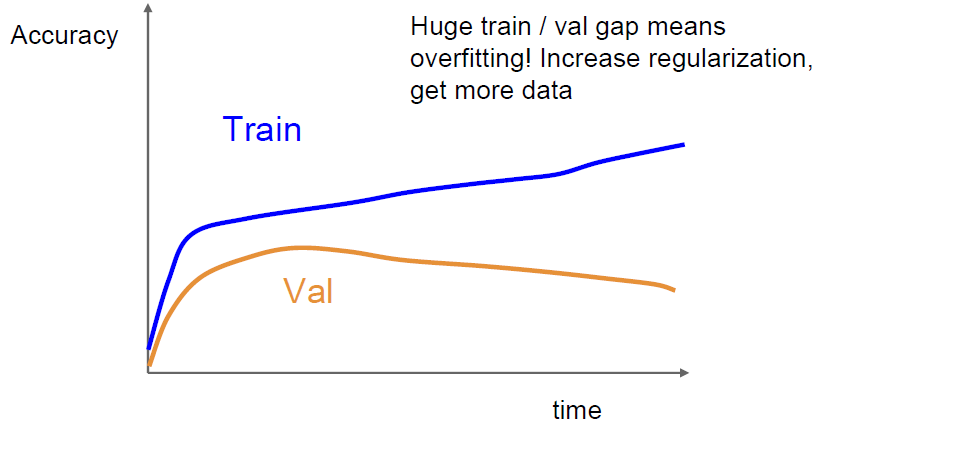 Accuracy
Huge train / val gap means
overfitting! Increase regularization,
get more data
Train
Val
time